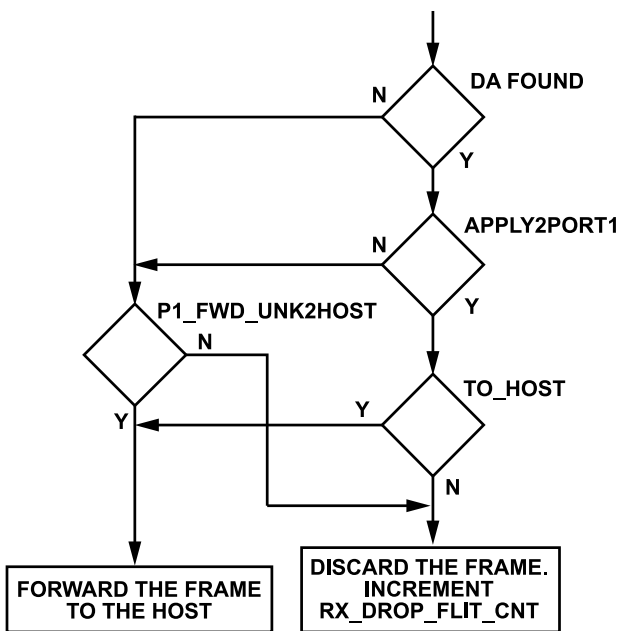 DA FOUND
N
Y
APPLY2PORT1
N
Y
P1_FWD_UNK2HOST
N
Y
TO_HOST
Y
N
FORWARD THE FRAME
TO THE HOST
DISCARD THE FRAME.
INCREMENT
RX_DROP_FLIT_CNT